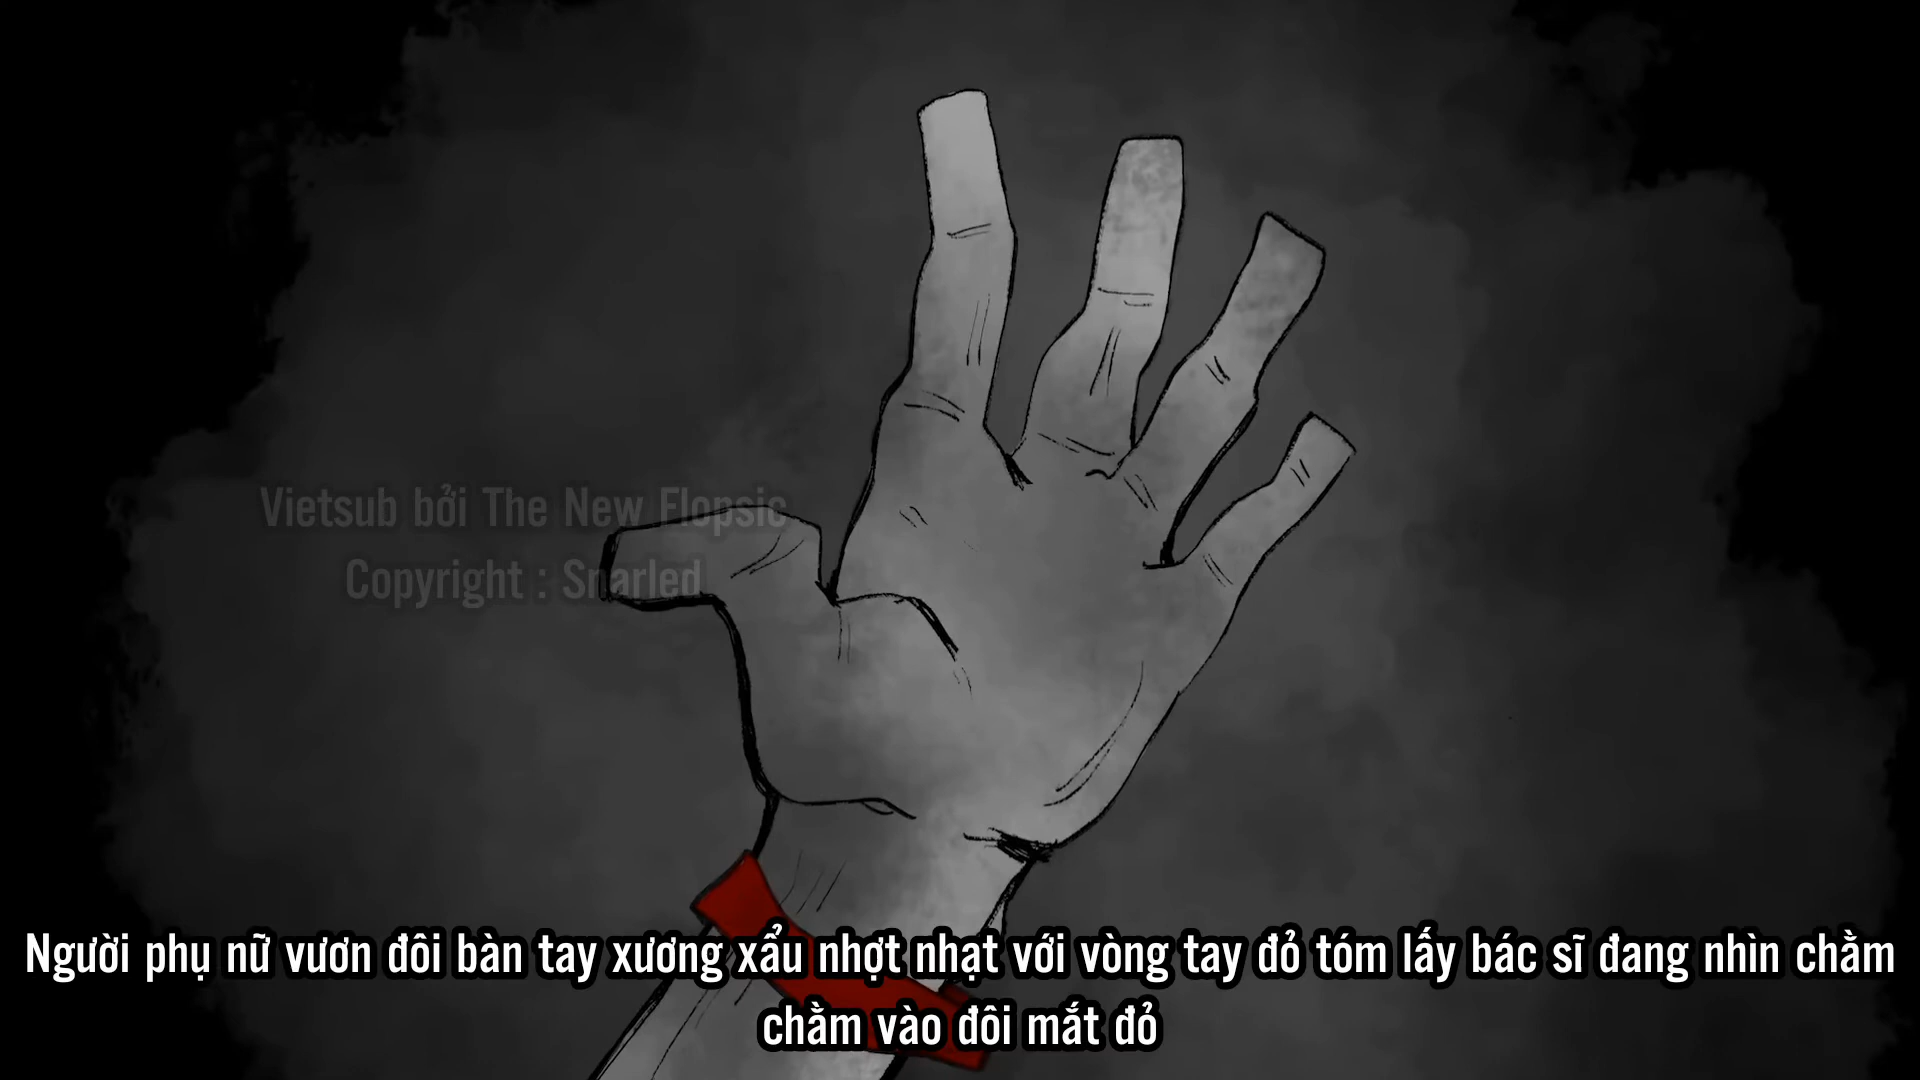 Vietsub bởi The New Flopsic
Copyright : Snarled
Người phụ nữ vươn đôi bàn tay xương xẩu nhợt nhạt với vòng tay đỏ tóm lấy bác sĩ đang nhìn chằm
chằm vào đôi mắt đỏ